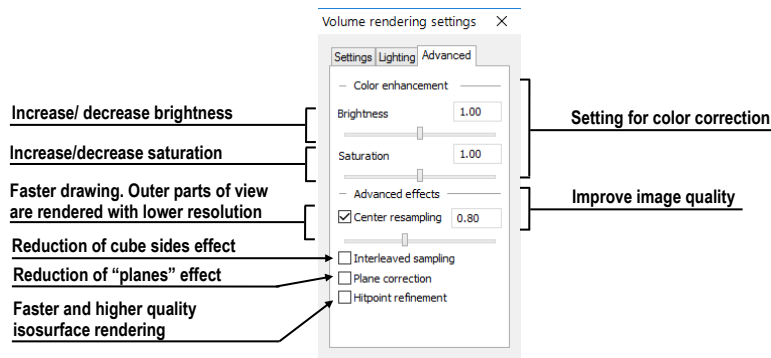 Volume rendering settings
Settings Lighting Advanced
Color enhancement
Increase/ decrease brightness
Brightness 1.00
Setting for color correction
Increase/decrease saturation
Saturation 1.00
Faster drawing. Outer parts of view
are rendered with lower resolution
Advanced effects
Improve image quality
Center resampling 0.80
Reduction of cube sides effect
Interleaved sampling
Reduction of “planes” effect
Plane correction
Faster and higher quality
isosurface rendering
Hitpoint refinement